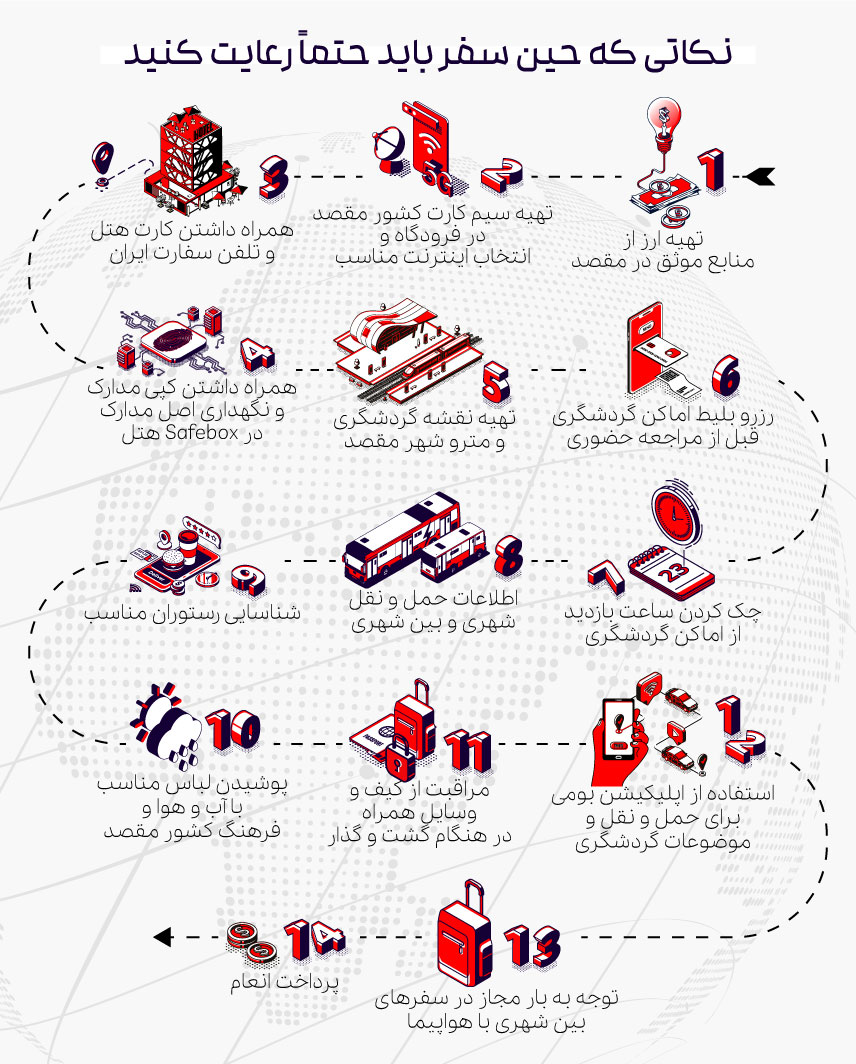 نکاتی که حین سفر باید حتماً رعایت کنید
1
تهیه ارز از
منابع موثق در مقصد
2
3G
تهیه سیم کارت کشور مقصد
در فرودگاه و
انتخاب اینترنت مناسب
3
HOTEL
همراه داشتن کارت هتل
و تلفن سفارت ایران
4
همراه داشتن کپی مدارک
و نگهداری اصل مدارک
در Safebox هتل
5
تهیه نقشه گردشگری
و مترو شهر مقصد
6
رزرو بلیط اماکن گردشگری
قبل از مراجعه حضوری
7
23
چک کردن ساعت بازدید
از اماکن گردشگری
8
اطلاعات حمل و نقل
شهری و بین شهری
9
شناسایی رستوران مناسب
10
پوشیدن لباس مناسب
با آب و هوا و
فرهنگ کشور مقصد
11
PASSPORT
مراقبت از کیف و
وسایل همراه
در هنگام گشت و گذار
12
استفاده از اپلیکیشن بومی
برای حمل و نقل و
موضوعات گردشگری
13
توجه به بار مجاز در سفرهای
بین شهری با هواپیما
14
پرداخت انعام